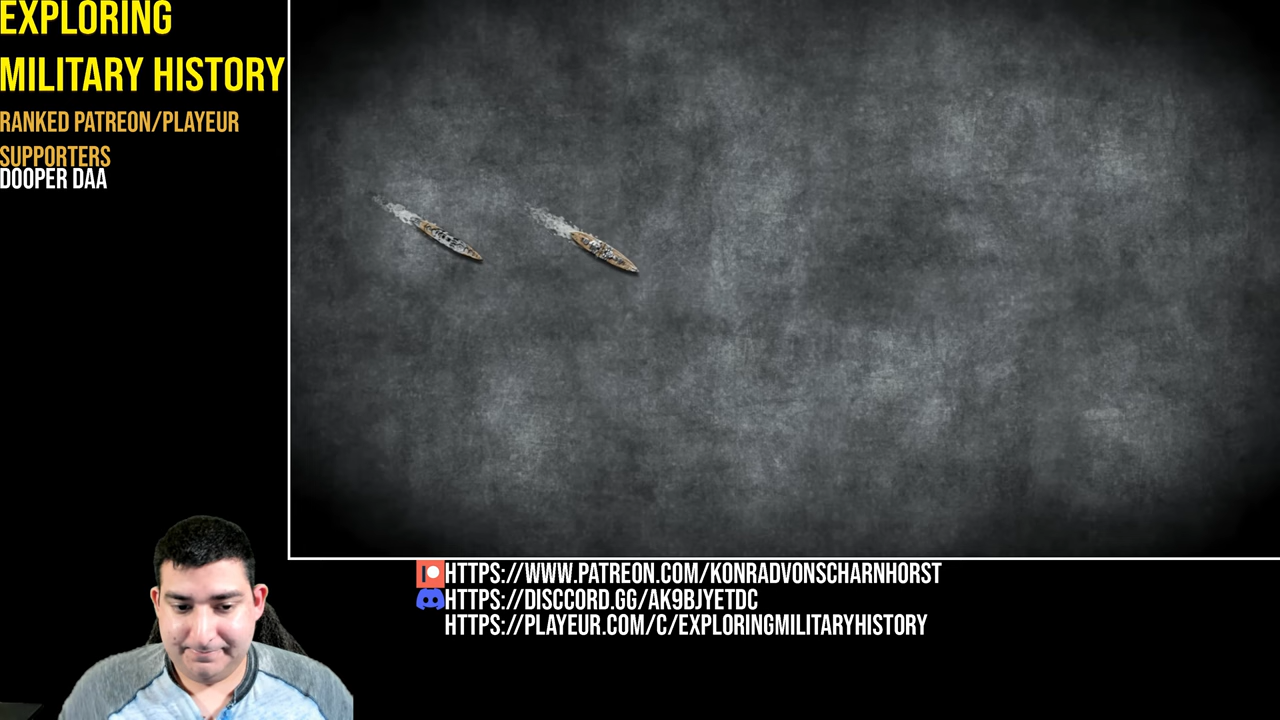 EXPLORING
MILITARY HISTORY
RANKED PATREON/PLAYEUR
SUPPORTERS
DOOPER DAA
HTTPS://WWW.PATREON.COM/KONRADVONSCHARNHORST
HTTPS://DISCCORD.GG/AK9BJYETDC
HTTPS://PLAYEUR.COM/C/EXPLORINGMILITARYHISTORY